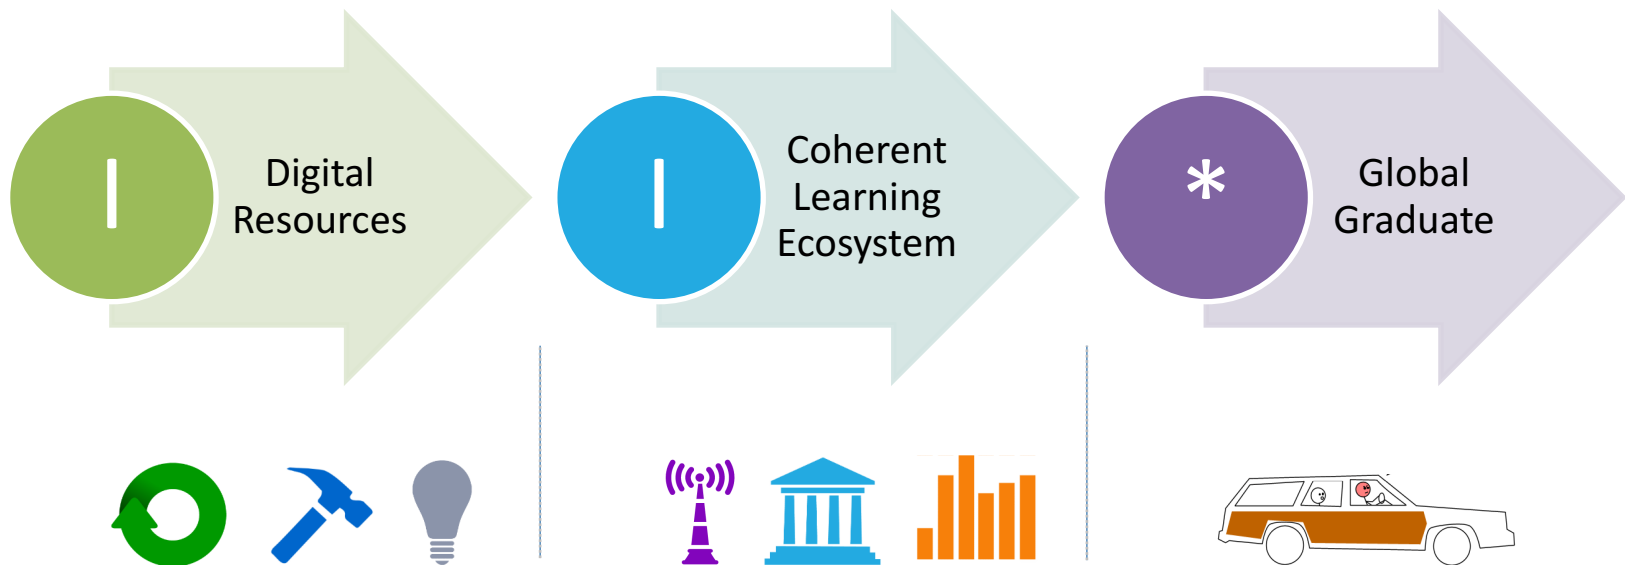 |
Digital
Resources
|
Coherent
Learning
Ecosystem
*
Global
Graduate